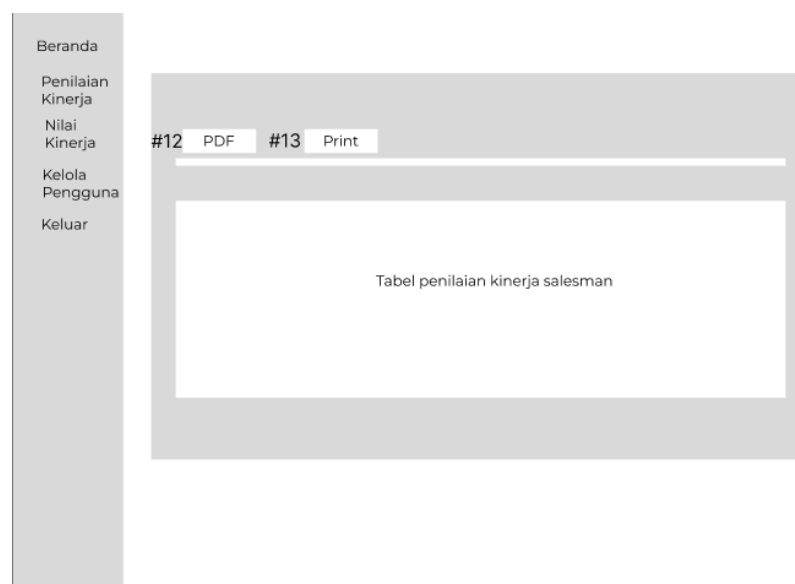 Beranda
Penilaian
Kinerja
Nilai
Kinerja
Kelola
Pengguna
Keluar
#12 PDF #13 Print
Tabel penilaian kinerja salesman